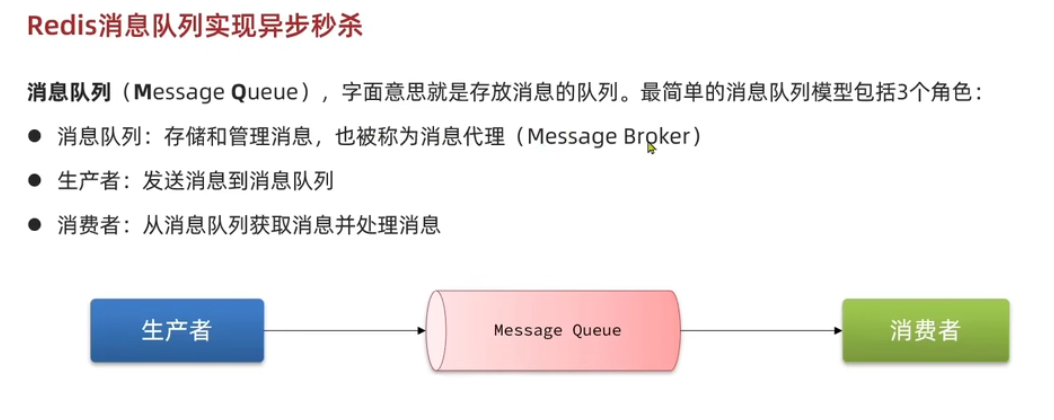 Redis消息队列实现异步秒杀
消息队列（Message Queue），字面意思就是存放消息的队列。最简单的消息队列模型包括3个角色：
● 消息队列：存储和管理消息，也被称为消息代理（Message Broker）
● 生产者：发送消息到消息队列
● 消费者：从消息队列获取消息并处理消息
生产者
Message Queue
消费者